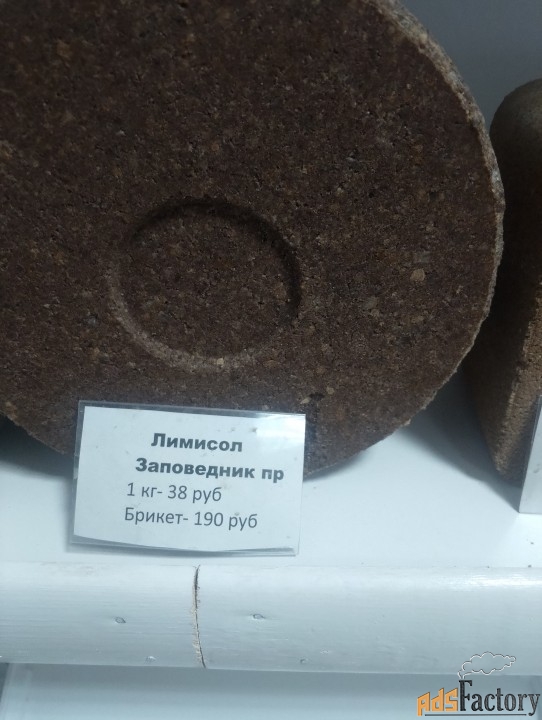 Лимисол
Заповедник пр
1 кг- 38 руб
Брикет- 190 руб
AdsFactory